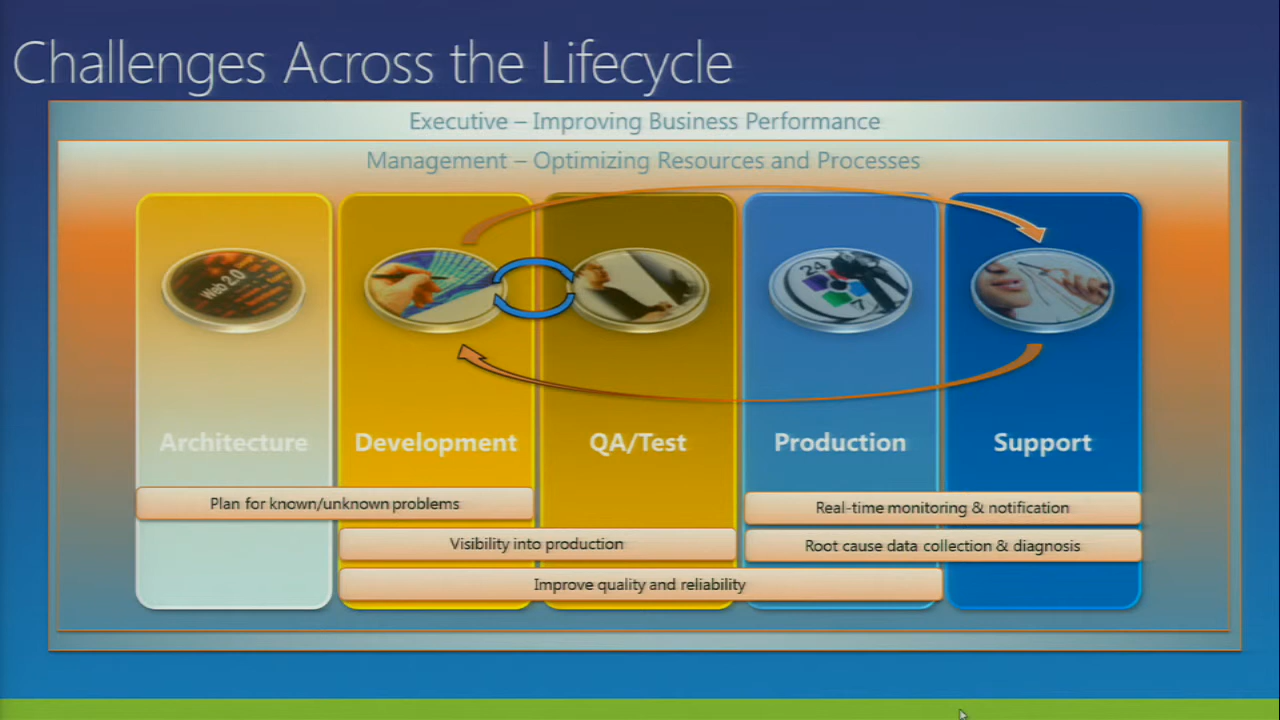 Challenges Across the Lifecycle
Executive – Improving Business Performance
Management – Optimizing Resources and Processes
Web 2.0
24
7
Architecture
Development
QA/Test
Production
Support
Plan for known/unknown problems
Real-time monitoring & notification
Visibility into production
Root cause data collection & diagnosis
Improve quality and reliability